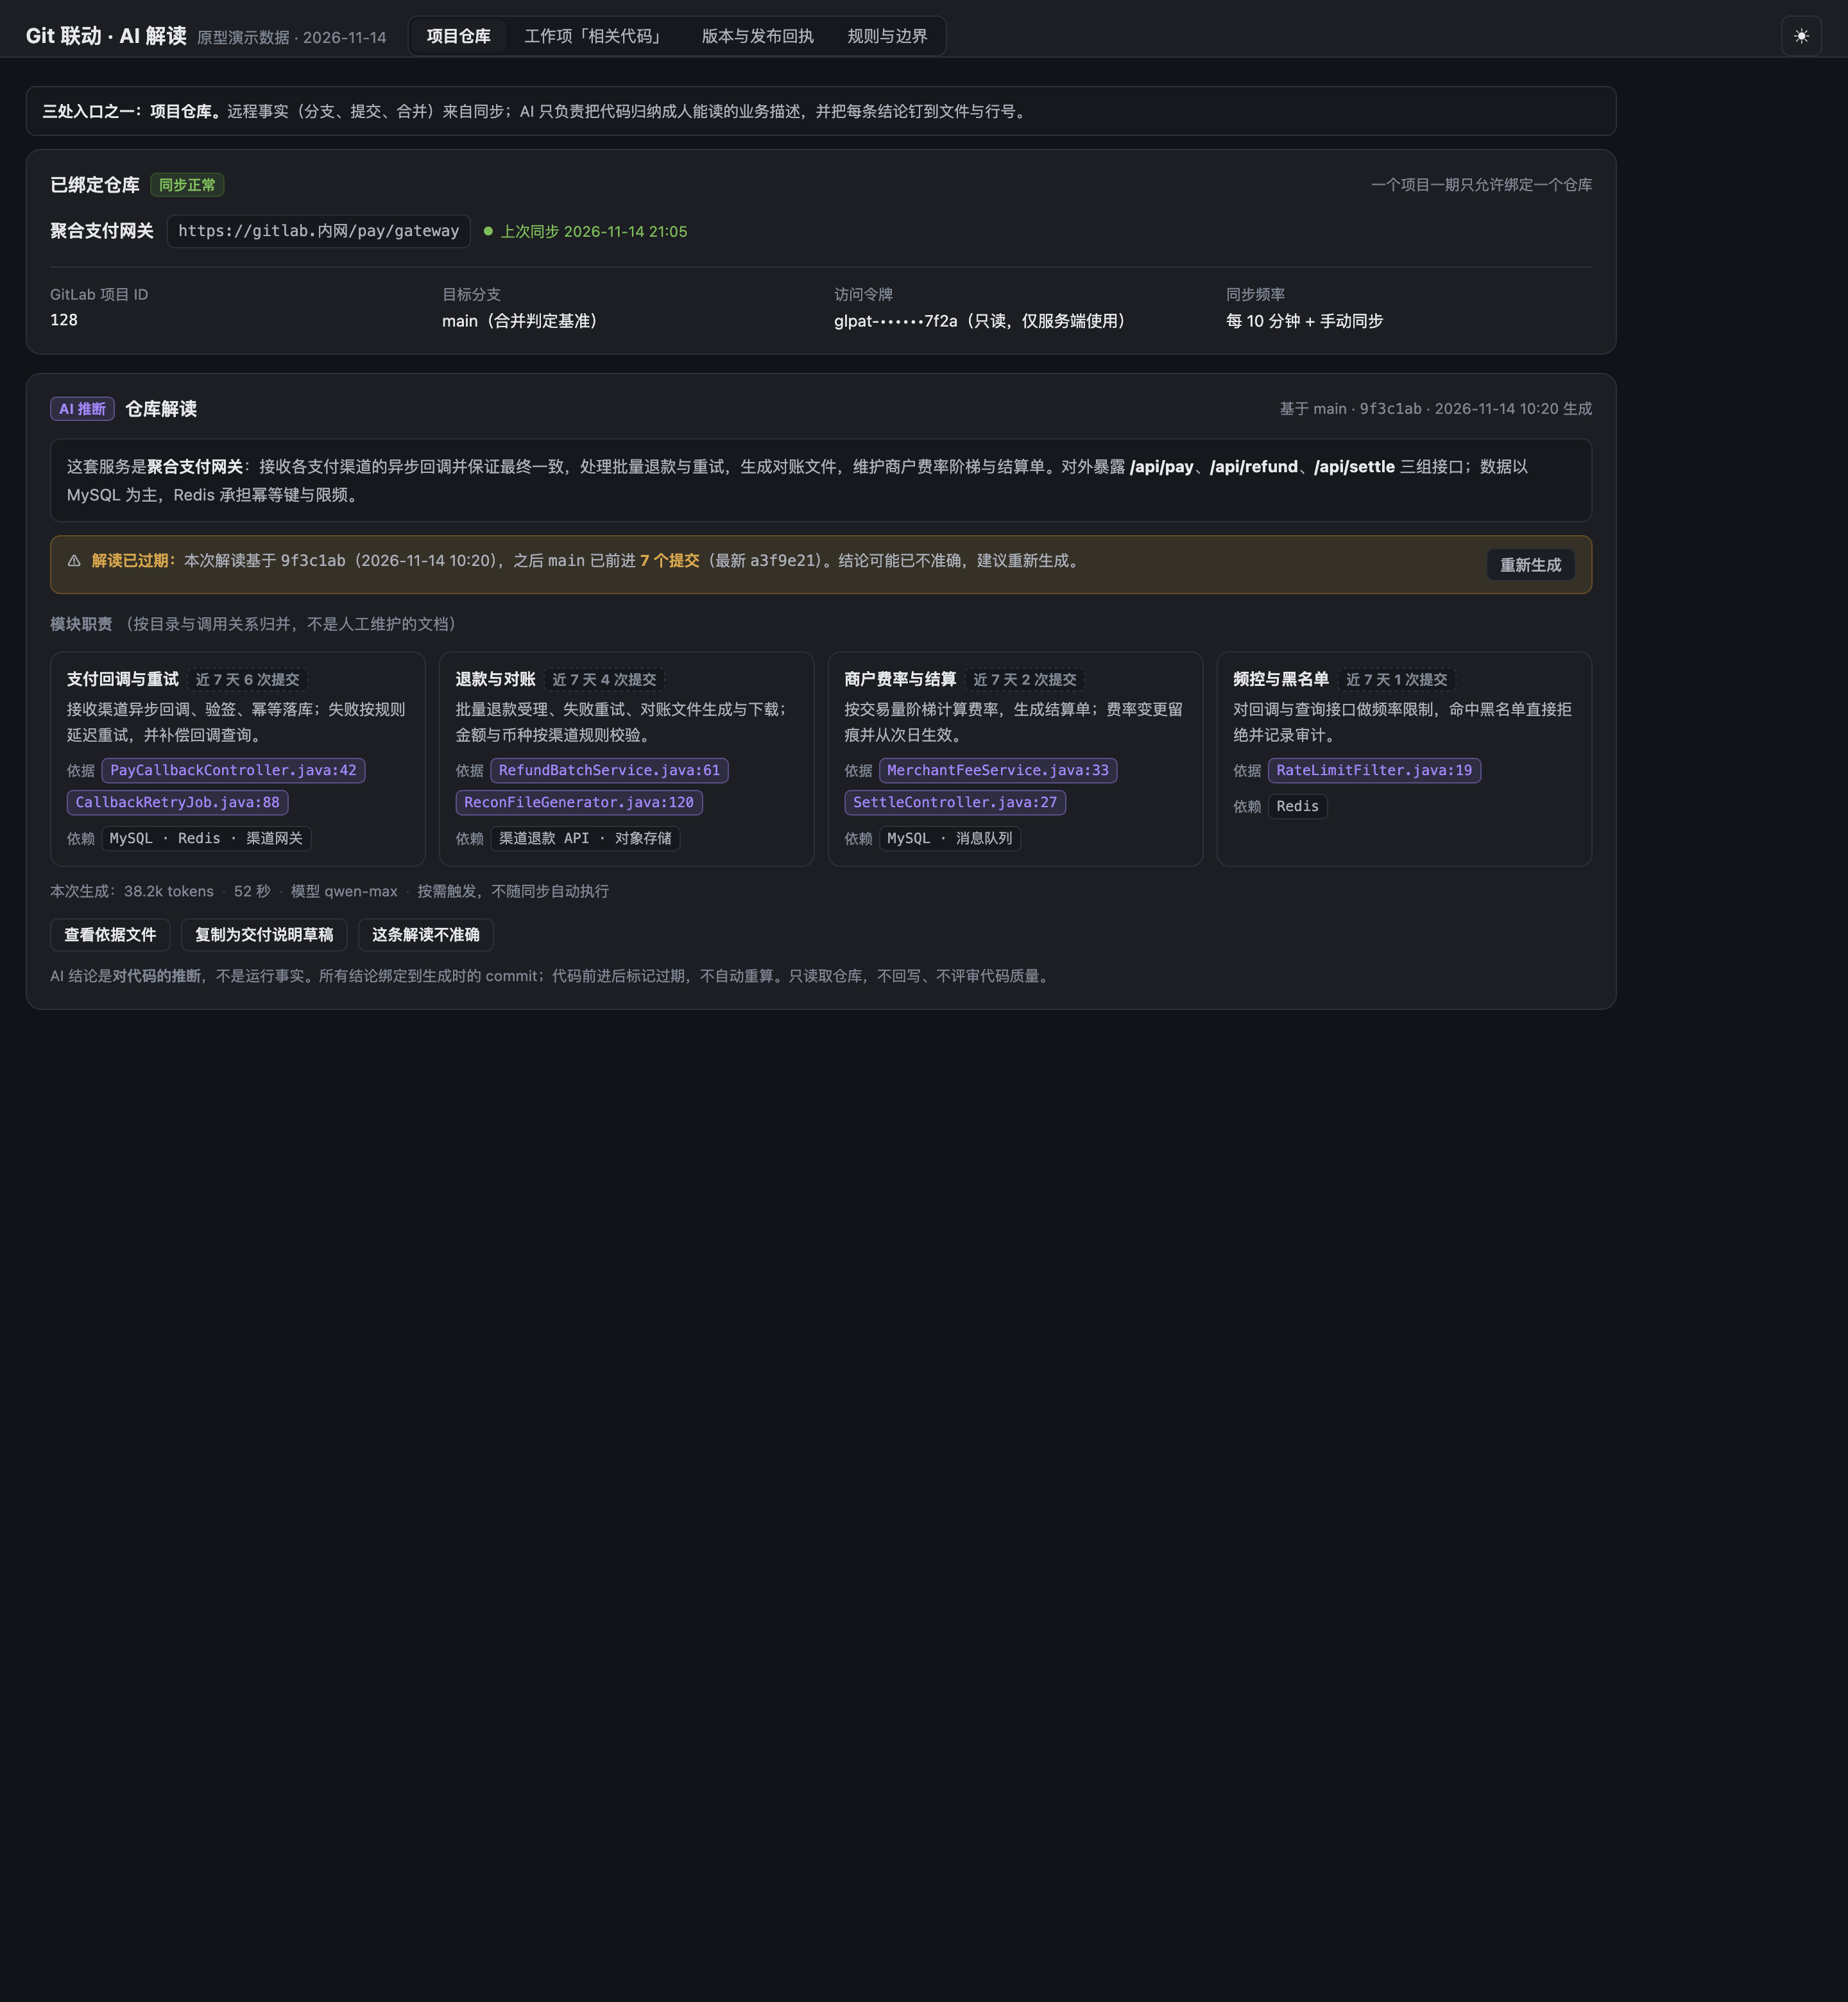 Git 联动 · AI 解读 原型演示数据 · 2026-11-14 项目仓库 工作项「相关代码」 版本与发布回执 规则与边界
三处入口之一：项目仓库。远程事实（分支、提交、合并）来自同步；AI 只负责把代码归纳成人能读的业务描述，并把每条结论钉到文件与行号。
已绑定仓库 同步正常 一个项目一期只允许绑定一个仓库
聚合支付网关 https://gitlab.内网/pay/gateway 上次同步 2026-11-14 21:05
GitLab 项目 ID 目标分支 访问令牌 同步频率
128 main（合并判定基准） glpat-••••••7f2a（只读，仅服务端使用） 每 10 分钟 + 手动同步
AI 推断 仓库解读 基于 main · 9f3c1ab · 2026-11-14 10:20 生成
这套服务是聚合支付网关：接收各支付渠道的异步回调并保证最终一致，处理批量退款与重试，生成对账文件，维护商户费率阶梯与结算单。对外暴露 /api/pay、/api/refund、/api/settle 三组接口；数据以
MySQL 为主，Redis 承担幂等键与限频。
⚠ 解读已过期：本次解读基于 9f3c1ab（2026-11-14 10:20），之后 main 已前进 7 个提交（最新 a3f9e21）。结论可能已不准确，建议重新生成。 重新生成
模块职责 （按目录与调用关系归并，不是人工维护的文档）
支付回调与重试 近 7 天 6 次提交
接收渠道异步回调、验签、幂等落库；失败按规则
延迟重试，并补偿回调查询。
依据 PayCallbackController.java:42
CallbackRetryJob.java:88
依赖 MySQL · Redis · 渠道网关
退款与对账 近 7 天 4 次提交
批量退款受理、失败重试、对账文件生成与下载；
金额与币种按渠道规则校验。
依据 RefundBatchService.java:61
ReconFileGenerator.java:120
依赖 渠道退款 API · 对象存储
商户费率与结算 近 7 天 2 次提交
按交易量阶梯计算费率，生成结算单；费率变更留
痕并从次日生效。
依据 MerchantFeeService.java:33
SettleController.java:27
依赖 MySQL · 消息队列
频控与黑名单 近 7 天 1 次提交
对回调与查询接口做频率限制，命中黑名单直接拒
绝并记录审计。
依据 RateLimitFilter.java:19
依赖 Redis
本次生成：38.2k tokens · 52 秒 · 模型 qwen-max · 按需触发，不随同步自动执行
查看依据文件 复制为交付说明草稿 这条解读不准确
AI 结论是对代码的推断，不是运行事实。所有结论绑定到生成时的 commit；代码前进后标记过期，不自动重算。只读取仓库，不回写、不评审代码质量。